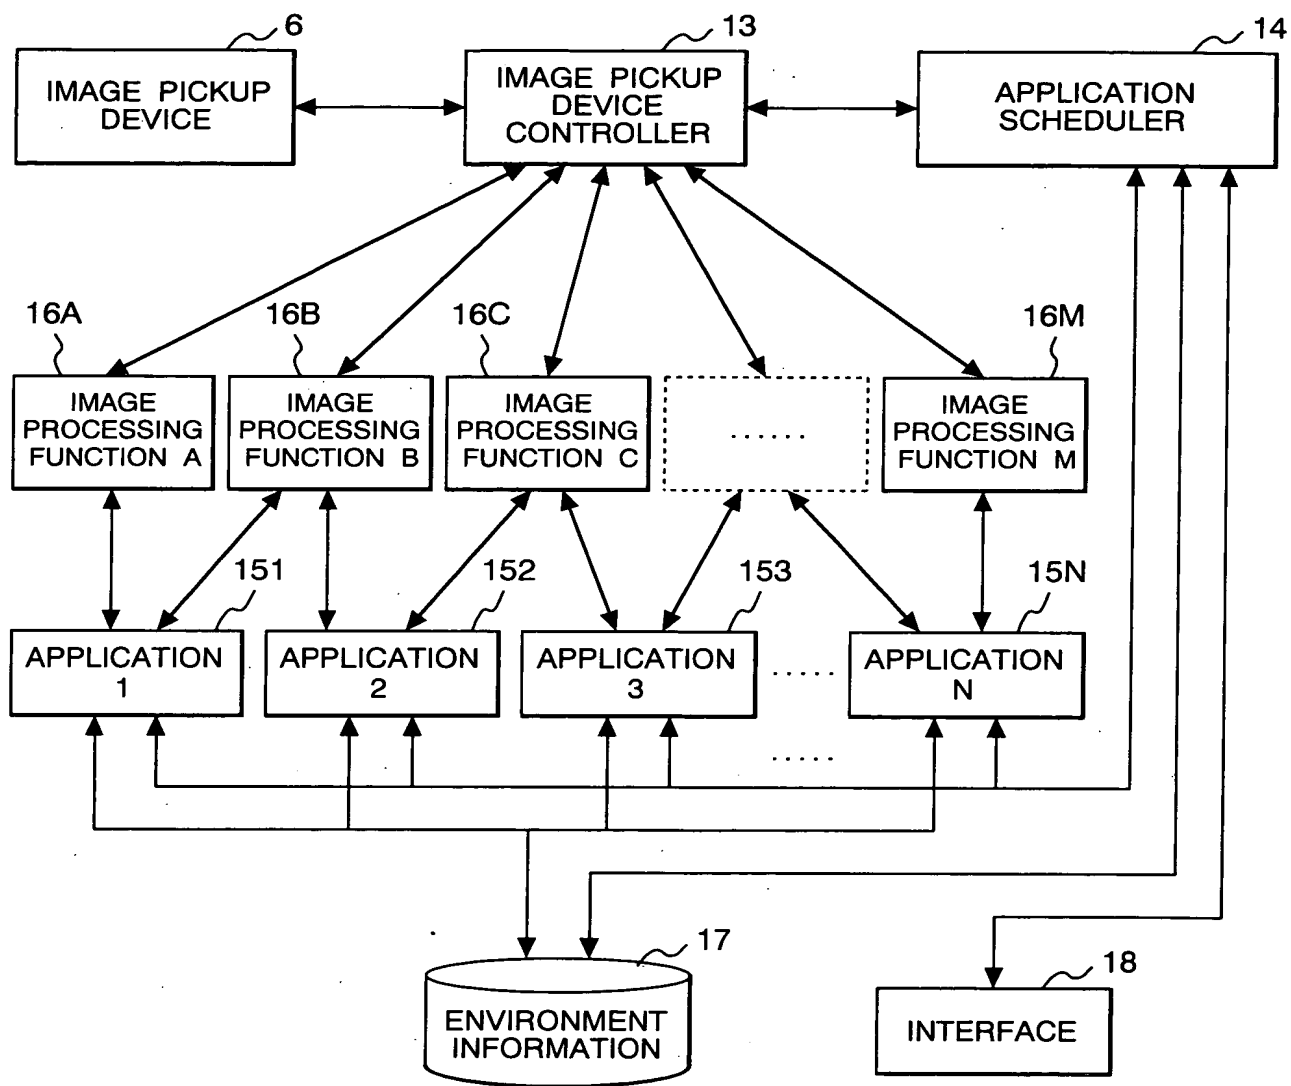 6
13
14
IMAGE PICKUP
DEVICE
IMAGE PICKUP
DEVICE
CONTROLLER
APPLICATION
SCHEDULER
16A
16B
16C
16M
IMAGE
PROCESSING
FUNCTION A
IMAGE
PROCESSING
FUNCTION B
IMAGE
PROCESSING
FUNCTION C
......
IMAGE
PROCESSING
FUNCTION M
151
152
153
15N
APPLICATION
1
APPLICATION
2
APPLICATION
3
.....
APPLICATION
N
.....
17
ENVIRONMENT
INFORMATION
18
INTERFACE